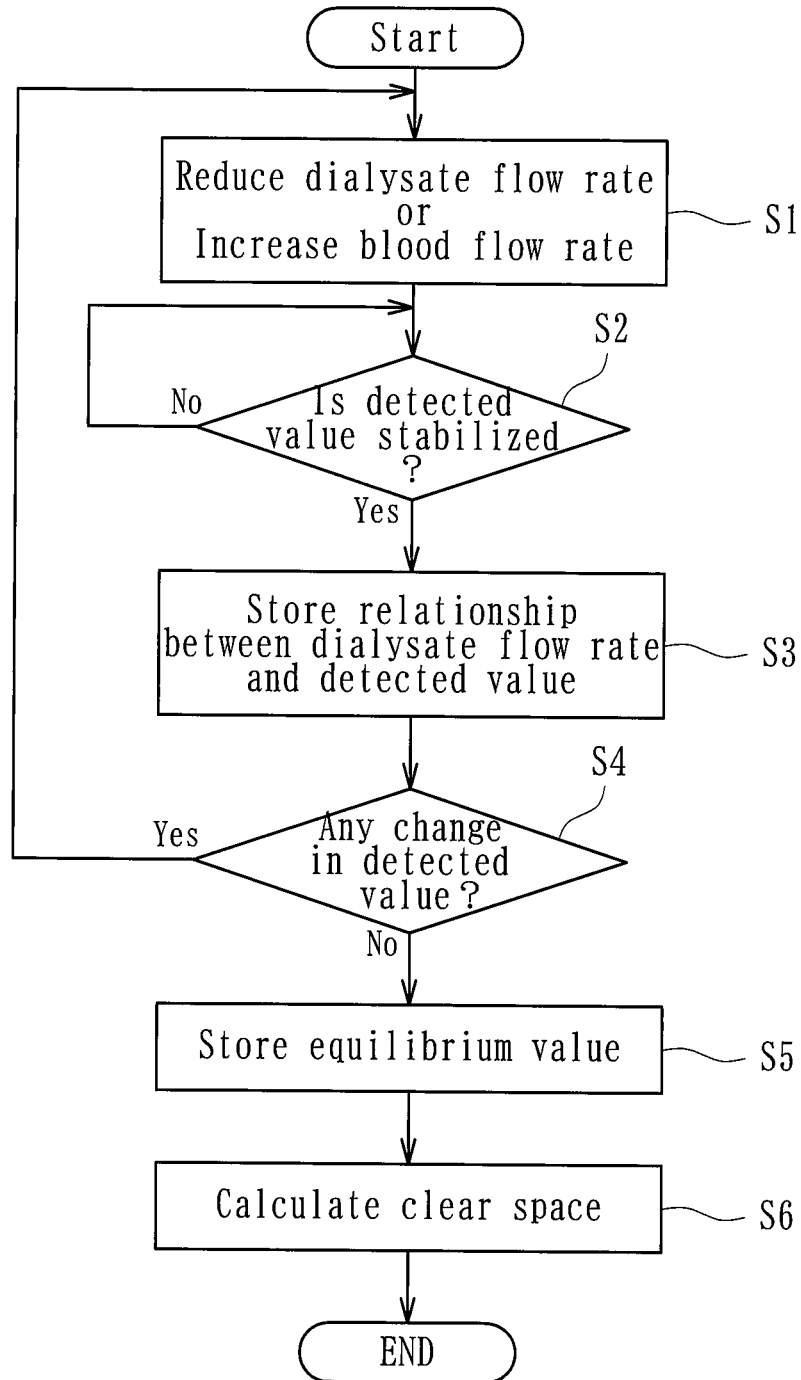 Start
Reduce dialysate flow rate
or
Increase blood flow rate
S1
S2
No
Is detected
value stabilized
?
Yes
Store relationship
between dialysate flow rate
and detected value
S3
S4
Yes
Any change
in detected
value?
No
Store equilibrium value
S5
Calculate clear space
S6
END